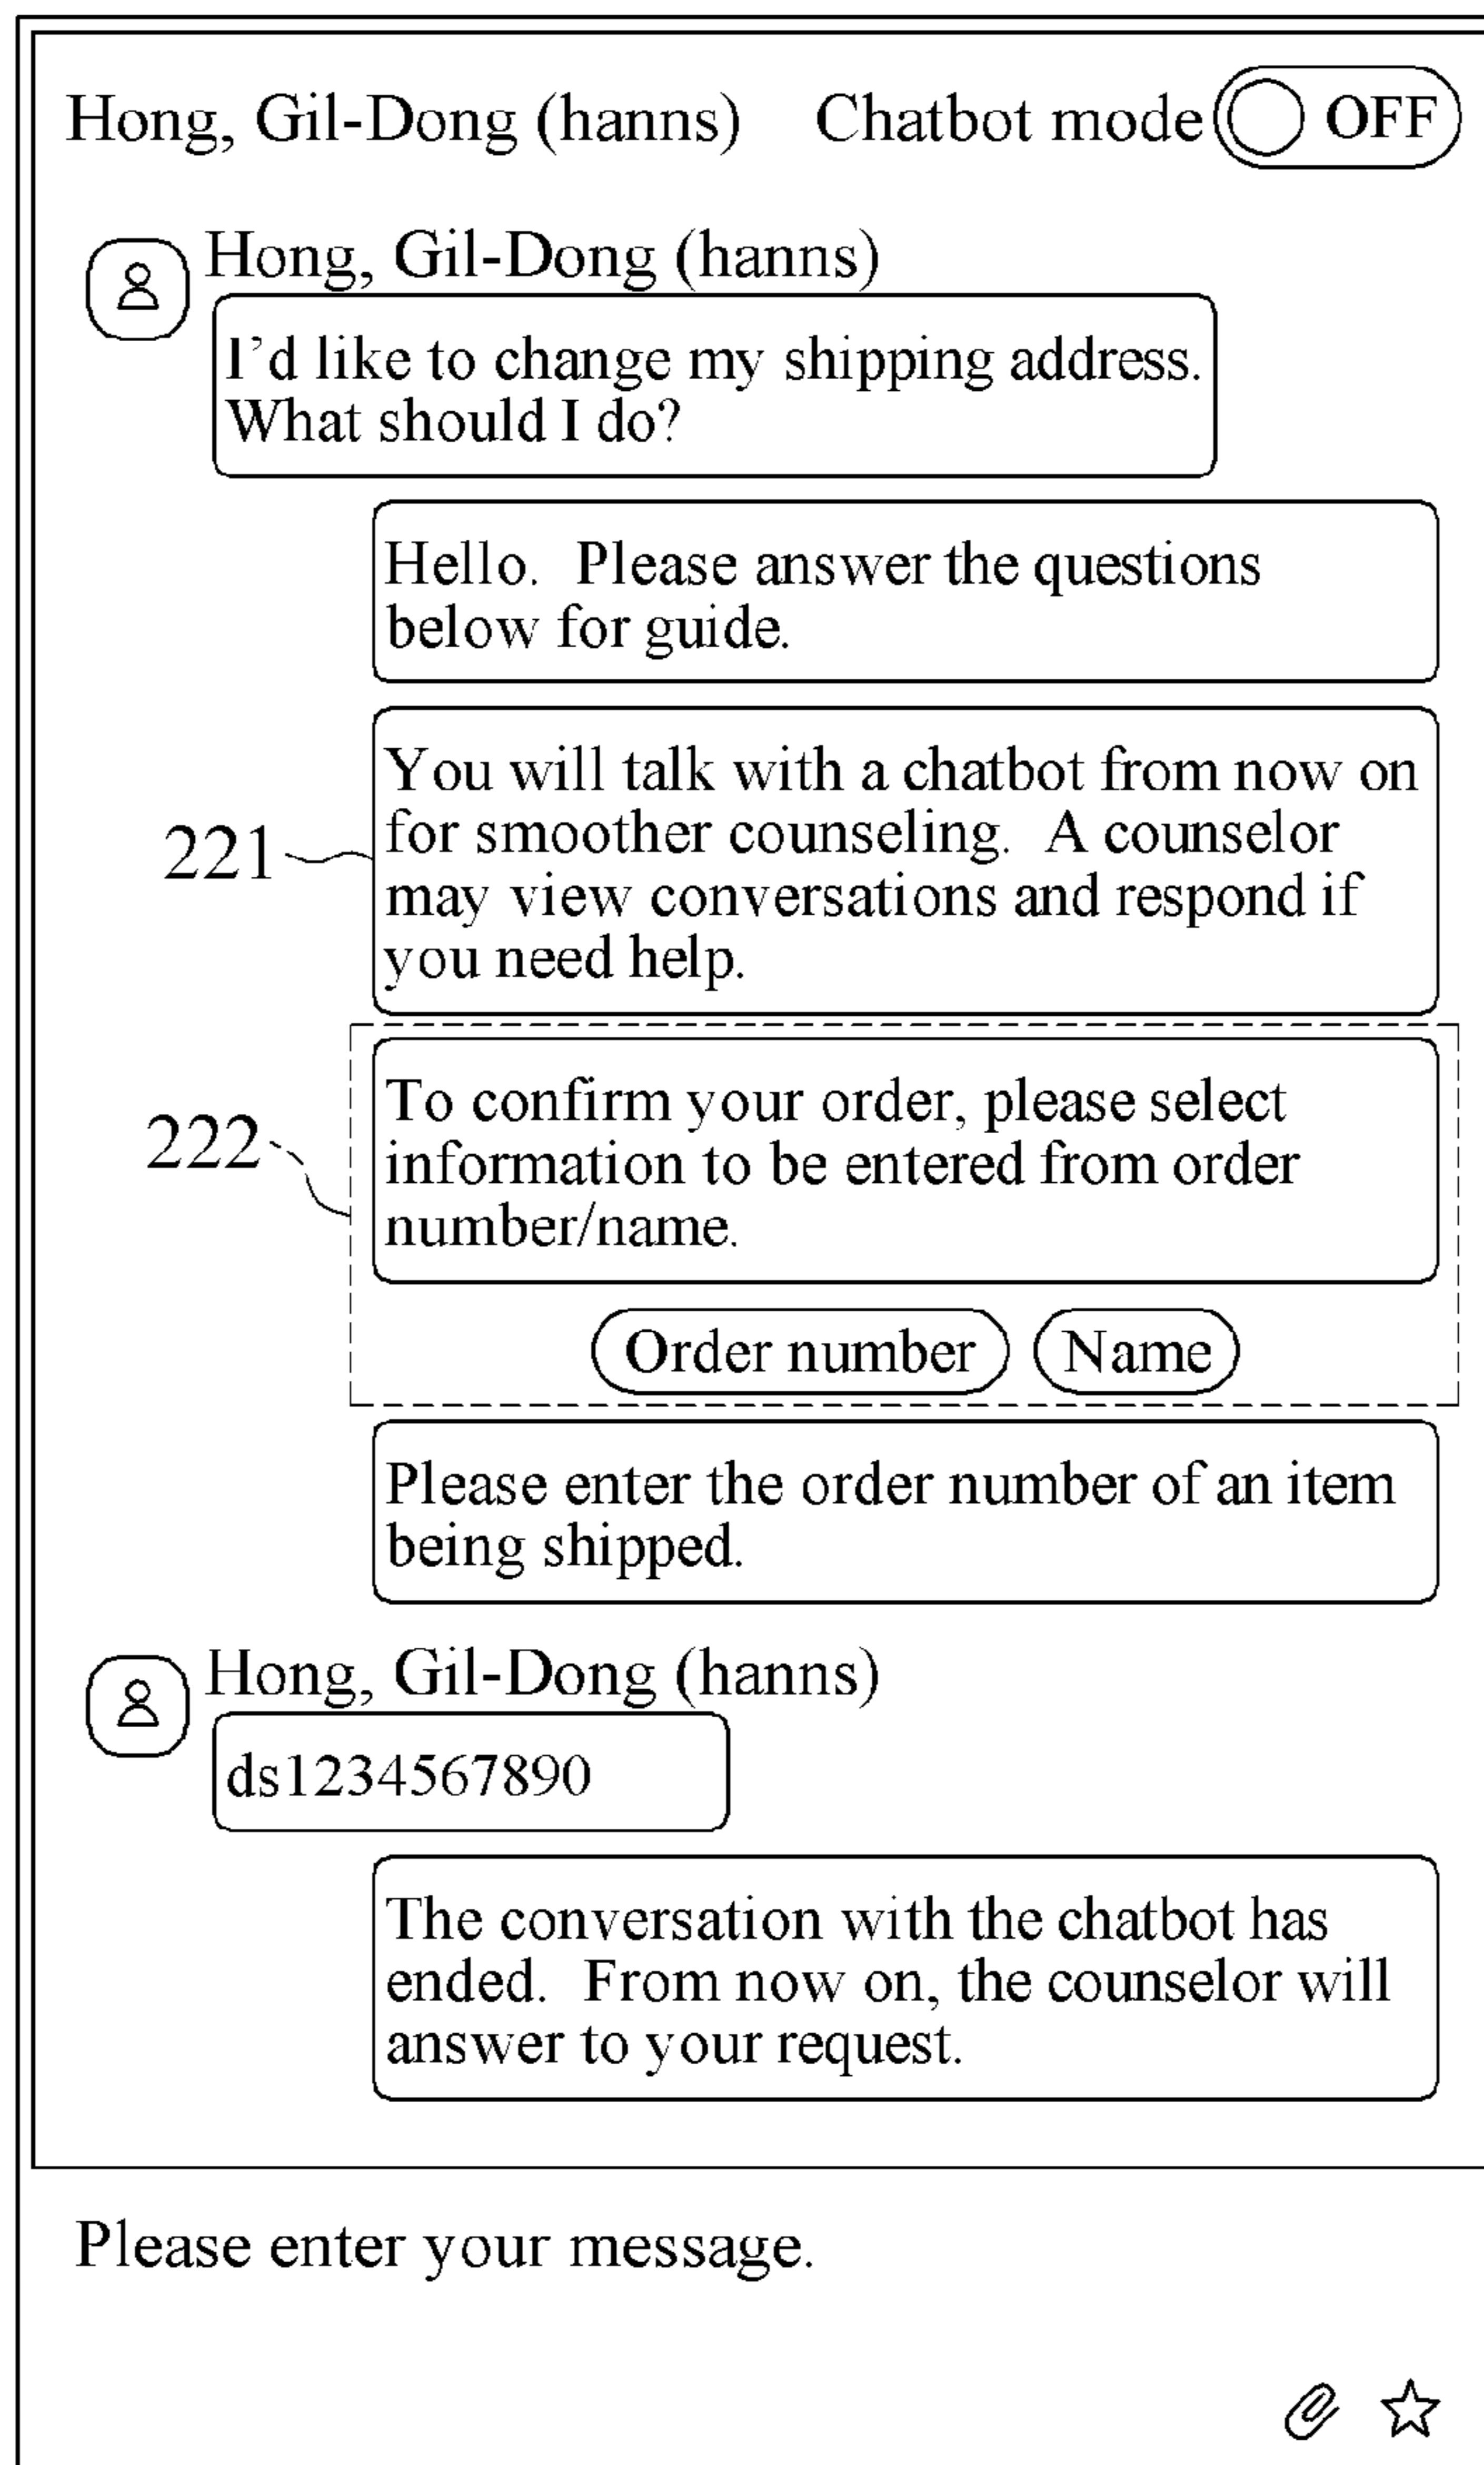 Hong, Gil-Dong (hanns) Chatbot mode OFF
Hong, Gil-Dong (hanns)
I'd like to change my shipping address.
What should I do?
Hello. Please answer the questions
below for guide.
You will talk with a chatbot from now on
for smoother counseling. A counselor
may view conversations and respond if
you need help.
221
To confirm your order, please select
information to be entered from order
number/name.
222
Order number Name
Please enter the order number of an item
being shipped.
Hong, Gil-Dong (hanns)
ds1234567890
The conversation with the chatbot has
ended. From now on, the counselor will
answer to your request.
Please enter your message.